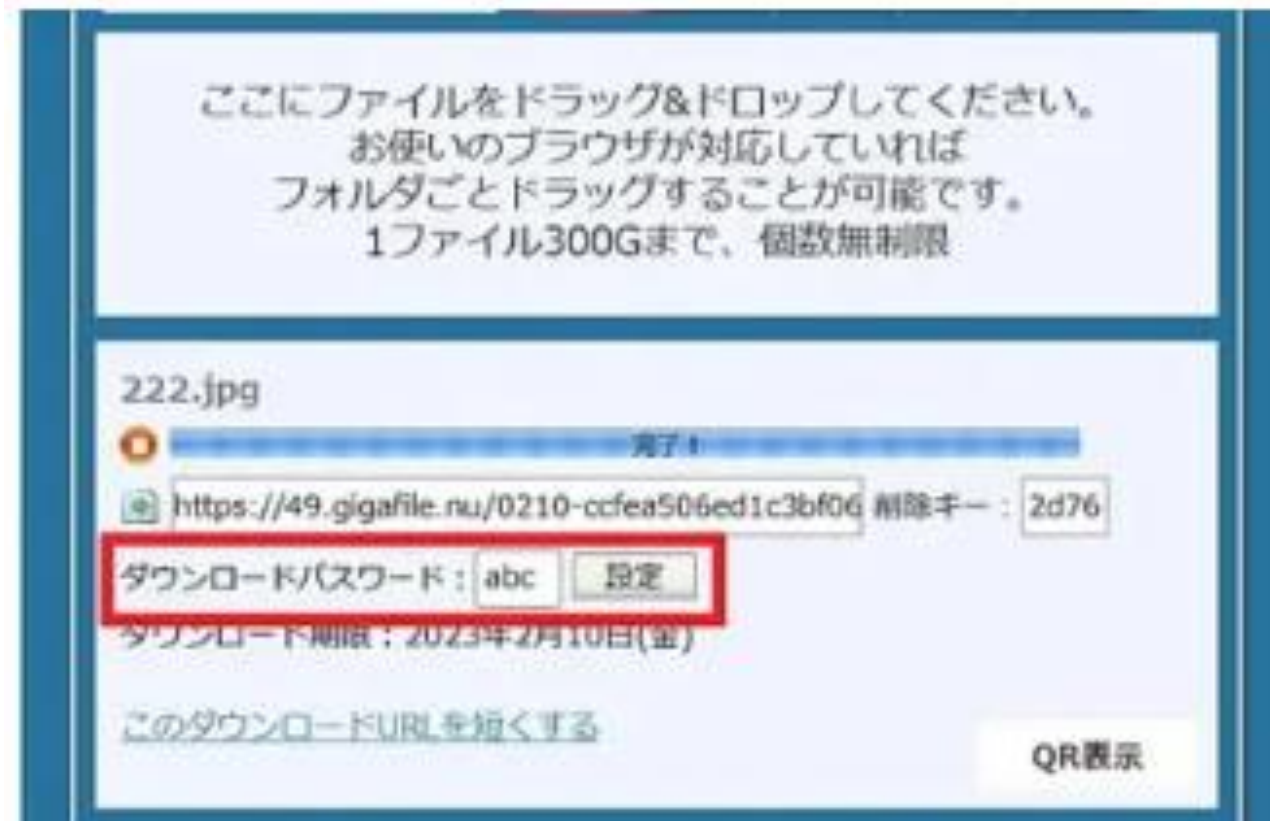 ここにファイルをドラッグ&ドロップしてください。
お使いのブラウザが対応していれば
フォルダごとドラッグすることが可能です。
1ファイル300Gまで、個数無制限
222.jpg
完了!
https://49.gigafile.nu/0210-ccfea506ed1c3bf06 削除キー: 2d76
ダウンロードパスワード: abc 設定
ダウンロード期限:2023年2月10日(金)
このダウンロードURLを短くする
QR表示